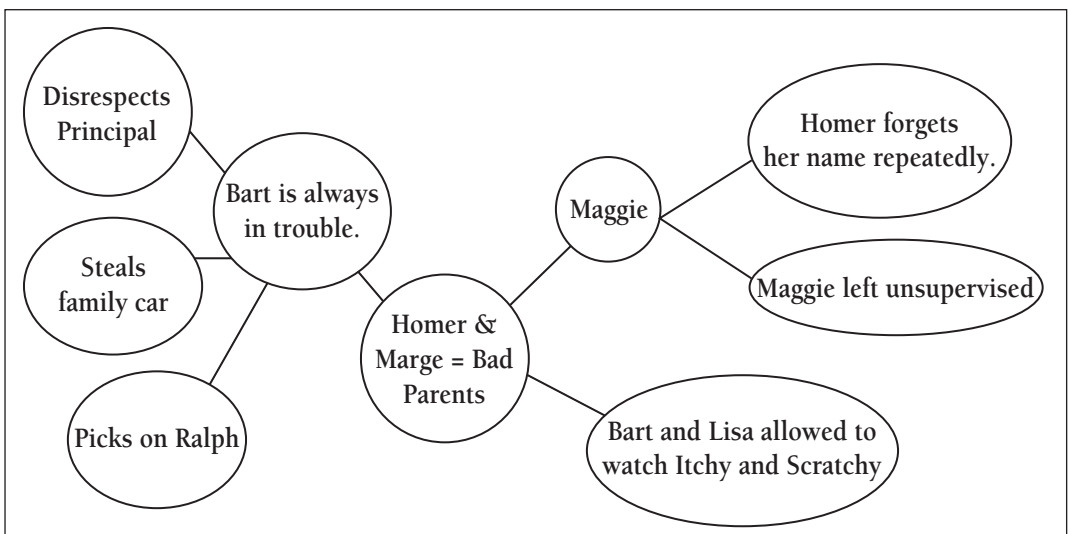 Disrespects
Principal
Bart is always
in trouble.
Steals
family car
Picks on Ralph
Homer &
Marge = Bad
Parents
Maggie
Homer forgets
her name repeatedly.
Maggie left unsupervised
Bart and Lisa allowed to
watch Itchy and Scratchy